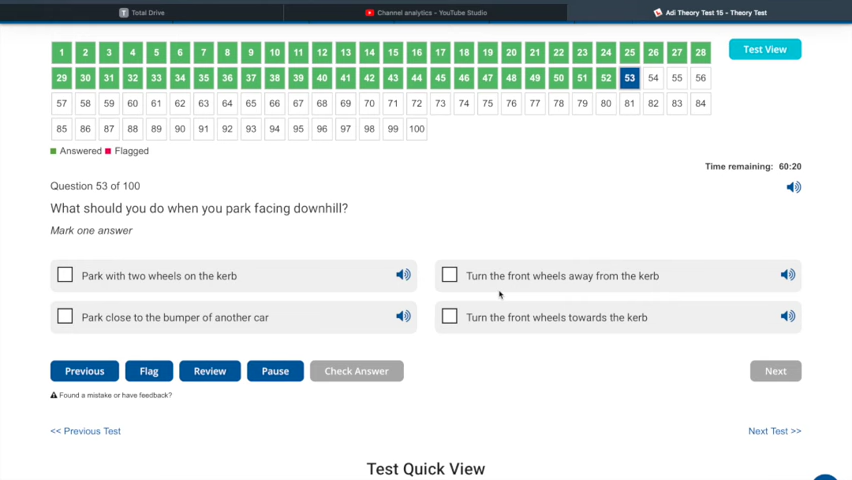 Total Drive
Channel analytics - YouTube Studio
Adi Theory Test 15 - Theory Test
1 2 3 4 5 6 7 8 9 10 11 12 13 14 15 16 17 18 19 20 21 22 23 24 25 26 27 28
Test View
29 30 31 32 33 34 35 36 37 38 39 40 41 42 43 44 45 46 47 48 49 50 51 52 53 54 55 56
57 58 59 60 61 62 63 64 65 66 67 68 69 70 71 72 73 74 75 76 77 78 79 80 81 82 83 84
85 86 87 88 89 90 91 92 93 94 95 96 97 98 99 100
Answered Flagged
Time remaining: 60:20
Question 53 of 100
What should you do when you park facing downhill?
Mark one answer
Park with two wheels on the kerb
Turn the front wheels away from the kerb
Park close to the bumper of another car
Turn the front wheels towards the kerb
Previous Flag Review Pause Check Answer Next
Found a mistake or have feedback?
<< Previous Test
Next Test >>
Test Quick View